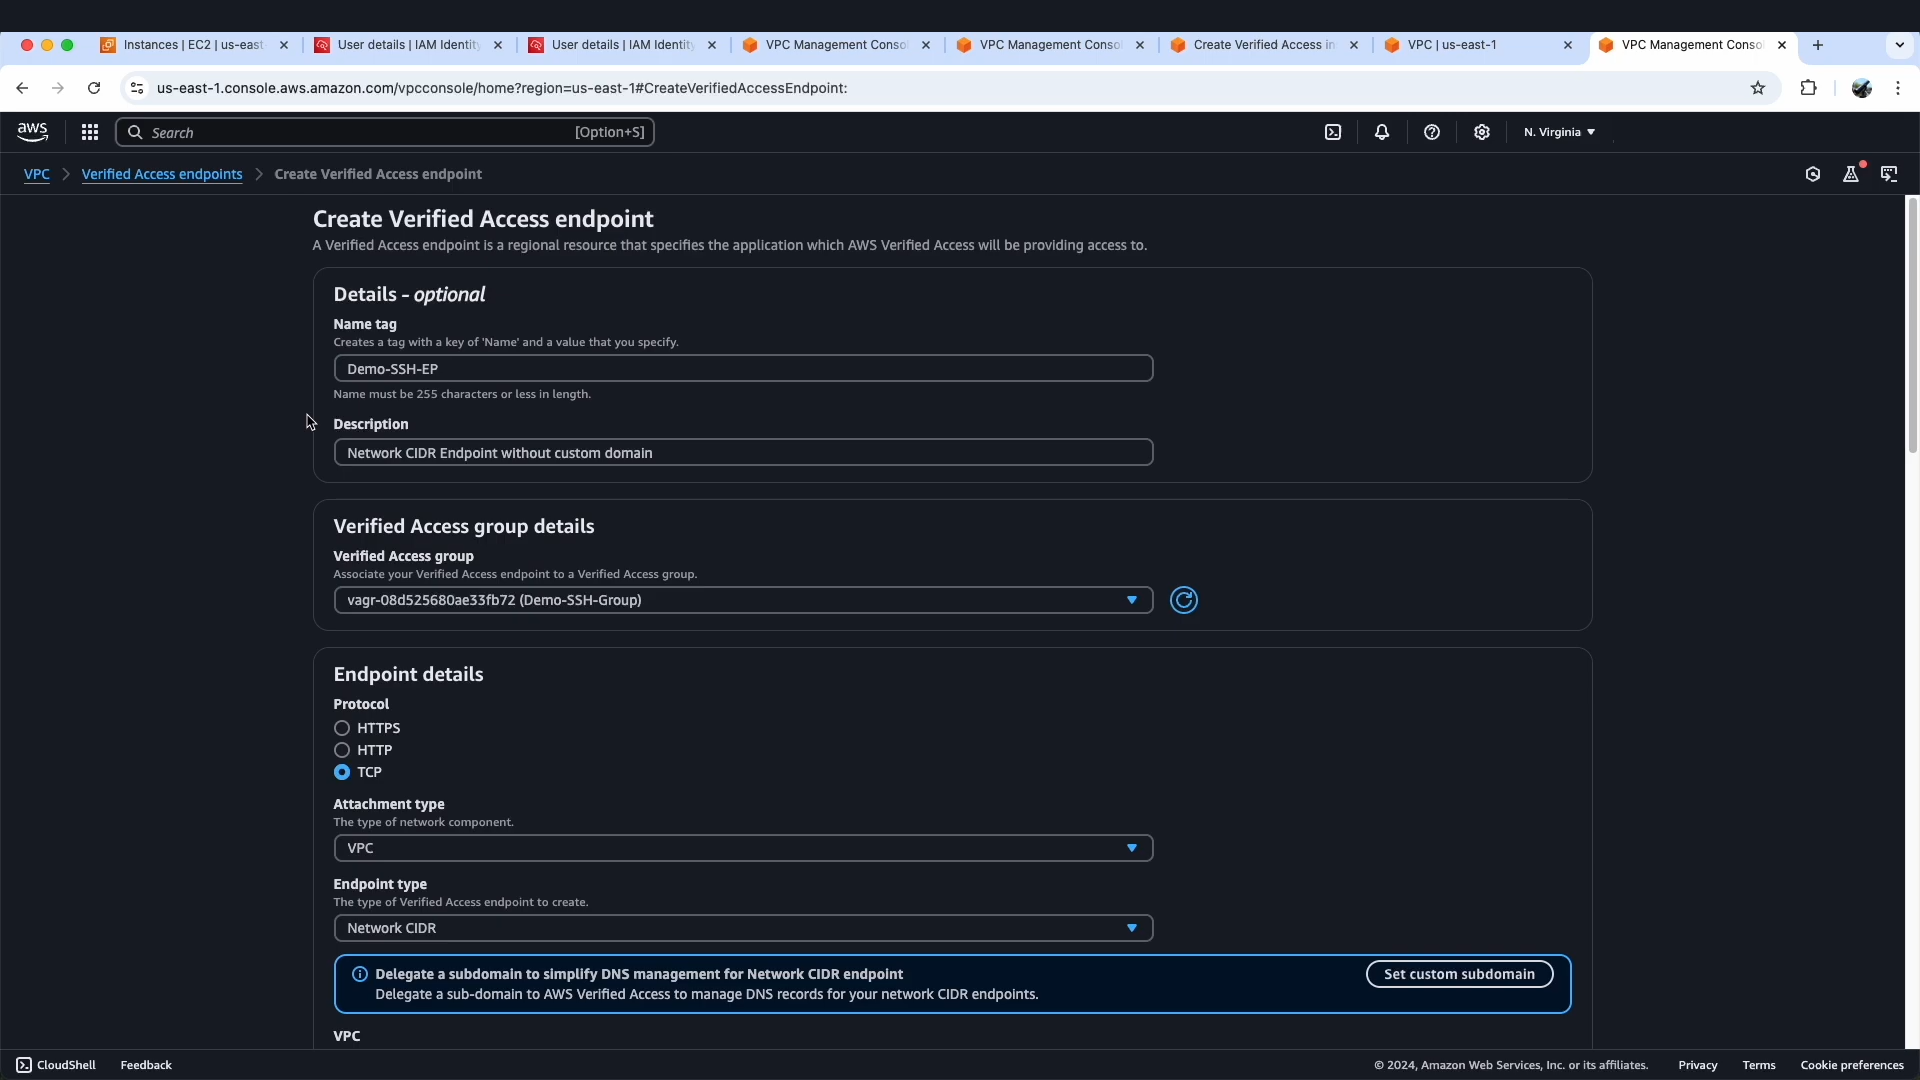 Instances | EC2 | us-east
User details | IAM Identity
User details | IAM Identity
VPC Management Consol
VPC Management Consol
Create Verified Access in
VPC | us-east-1
VPC Management Conso
us-east-1.console.aws.amazon.com/vpcconsole/home?region=us-east-1#CreateVerifiedAccessEndpoint:
aws
Search
[Option+S]
N. Virginia
VPC
Verified Access endpoints
Create Verified Access endpoint
Create Verified Access endpoint
A Verified Access endpoint is a regional resource that specifies the application which AWS Verified Access will be providing access to.
Details - optional
Name tag
Creates a tag with a key of 'Name' and a value that you specify.
Demo-SSH-EP
Name must be 255 characters or less in length.
Description
Network CIDR Endpoint without custom domain
Verified Access group details
Verified Access group
Associate your Verified Access endpoint to a Verified Access group.
vagr-08d525680ae33fb72 (Demo-SSH-Group)
Endpoint details
Protocol
HTTPS
HTTP
TCP
Attachment type
The type of network component.
VPC
Endpoint type
The type of Verified Access endpoint to create.
Network CIDR
Delegate a subdomain to simplify DNS management for Network CIDR endpoint
Set custom subdomain
Delegate a sub-domain to AWS Verified Access to manage DNS records for your network CIDR endpoints.
VPC
CloudShell
Feedback
© 2024, Amazon Web Services, Inc. or its affiliates.
Privacy
Terms
Cookie preferences